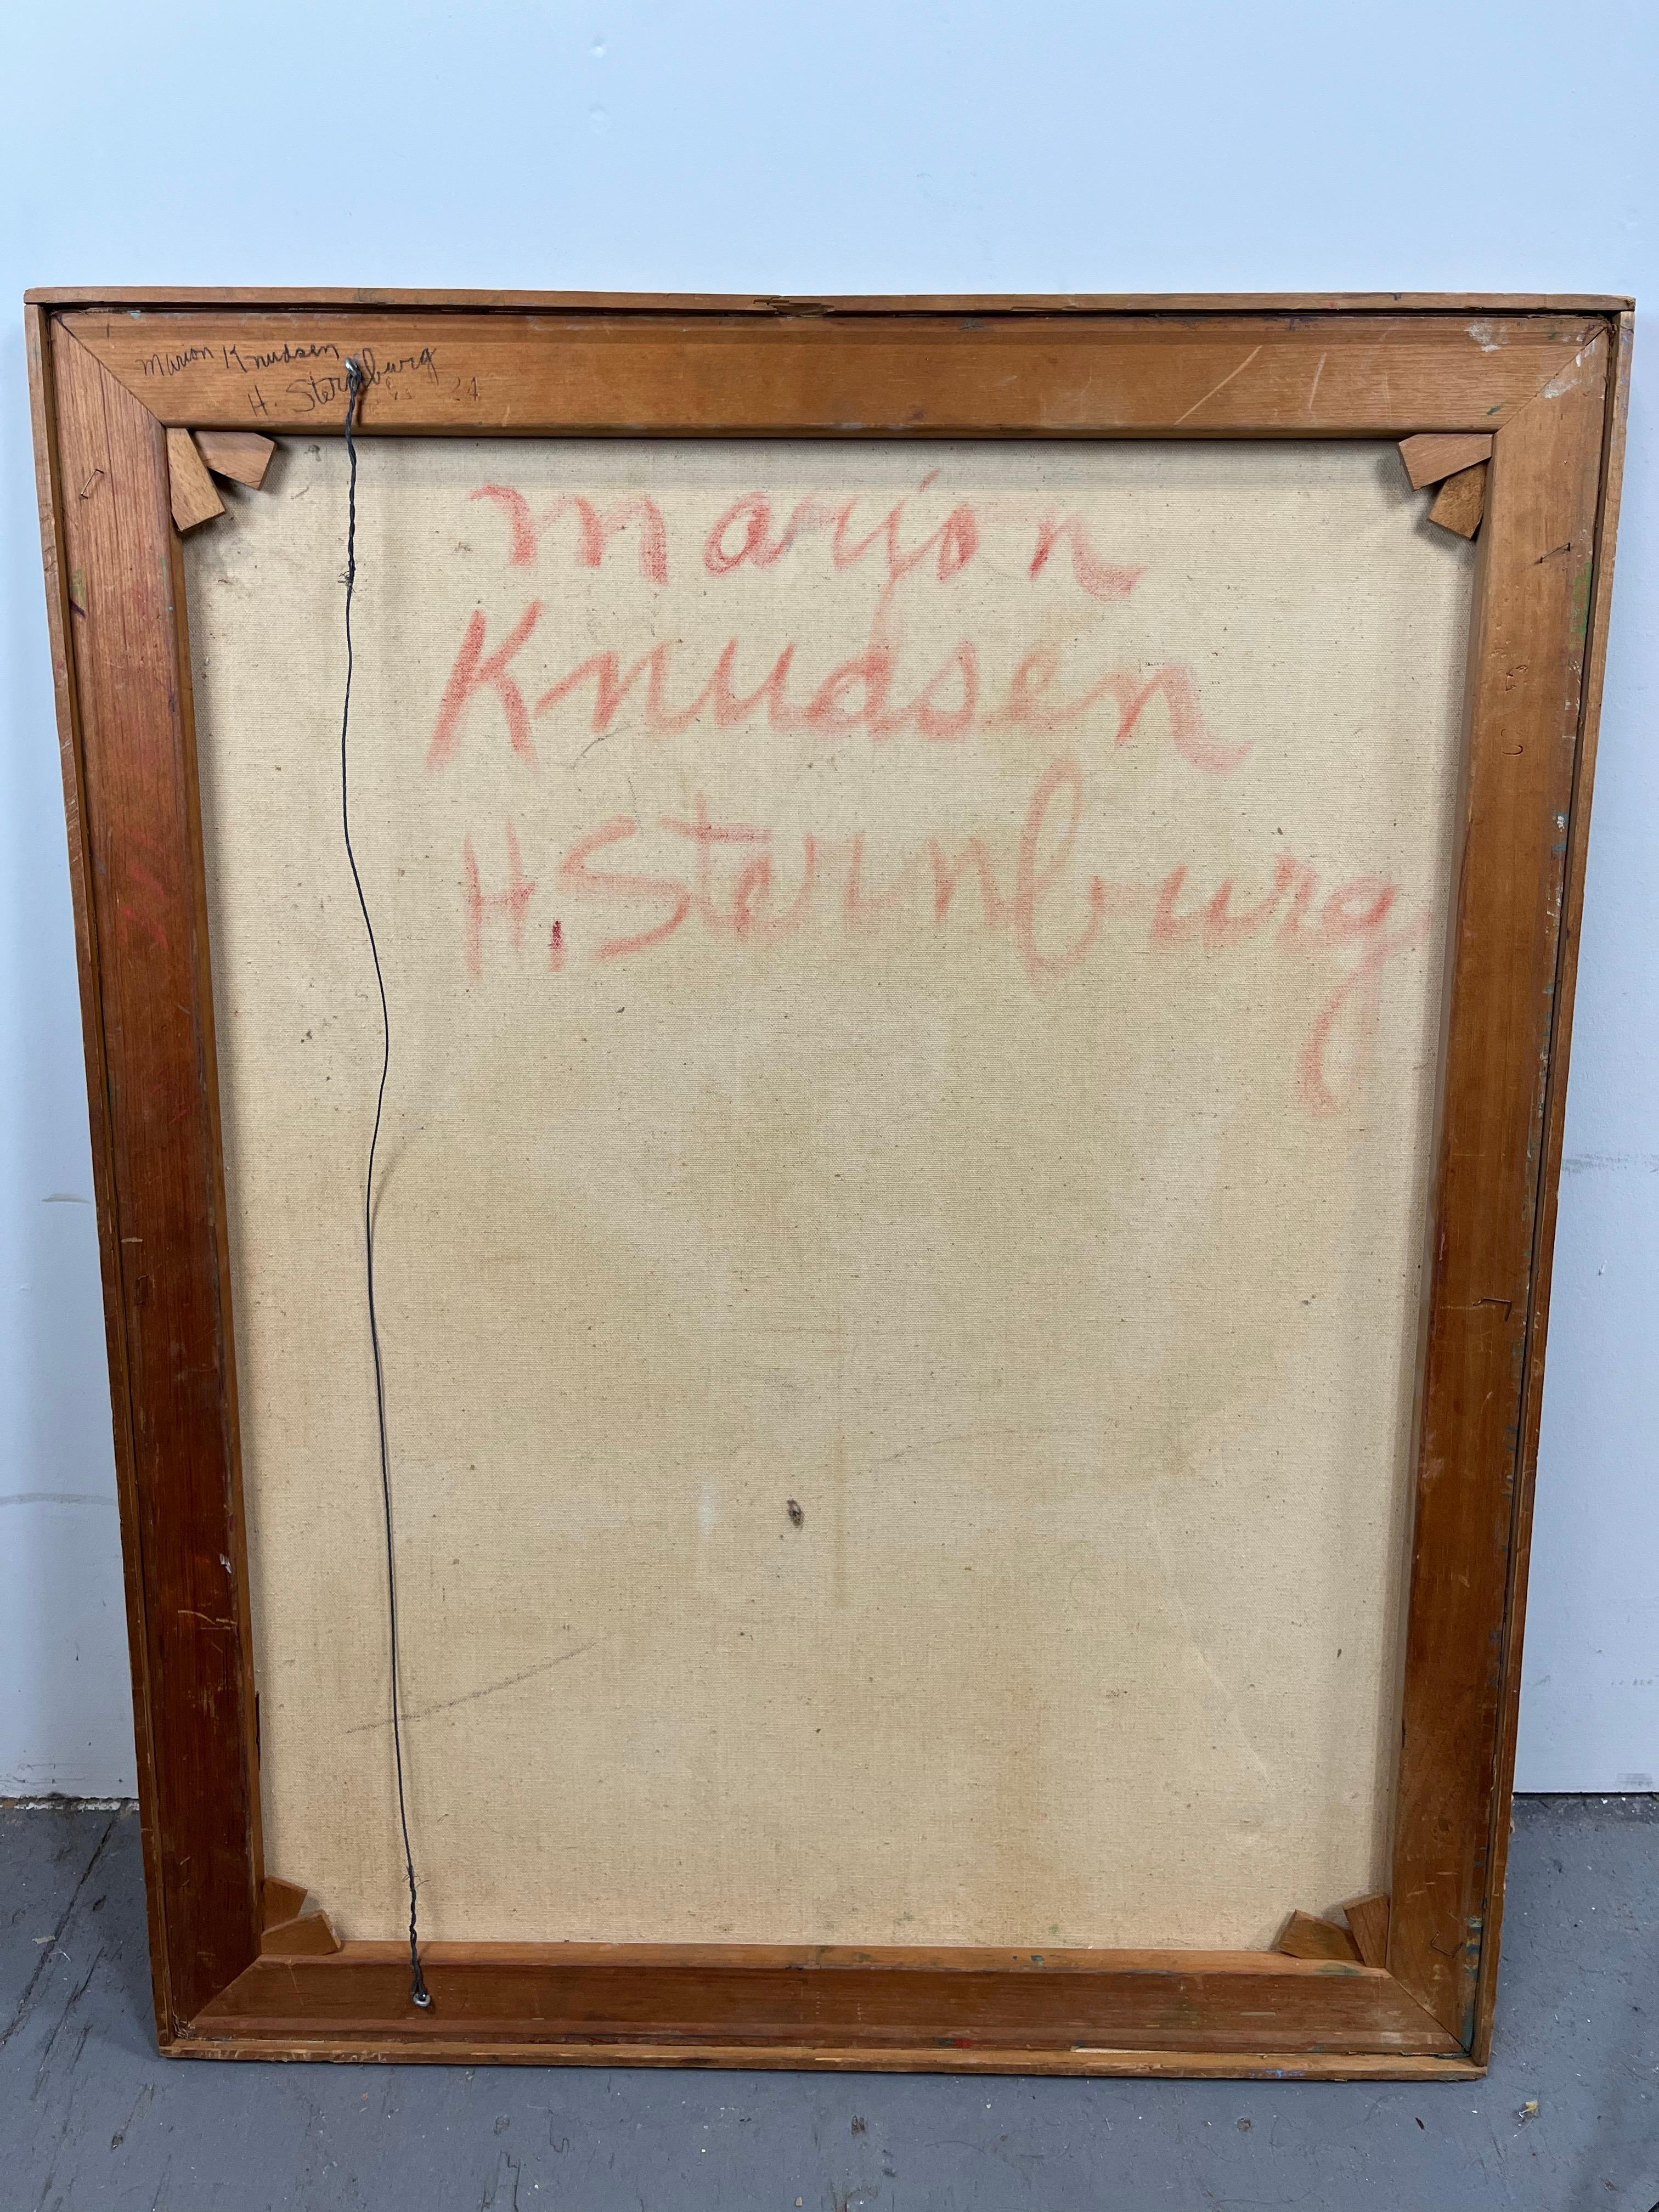 Marion Knudsen
H. Sternburg 24
Marion
Knudsen
H. Sternburg